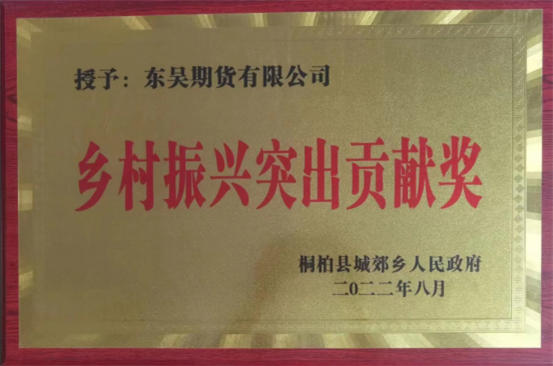 授予：东吴期货有限公司
乡村振兴突出贡献奖
桐柏县城郊乡人民政府
二〇二二年八月